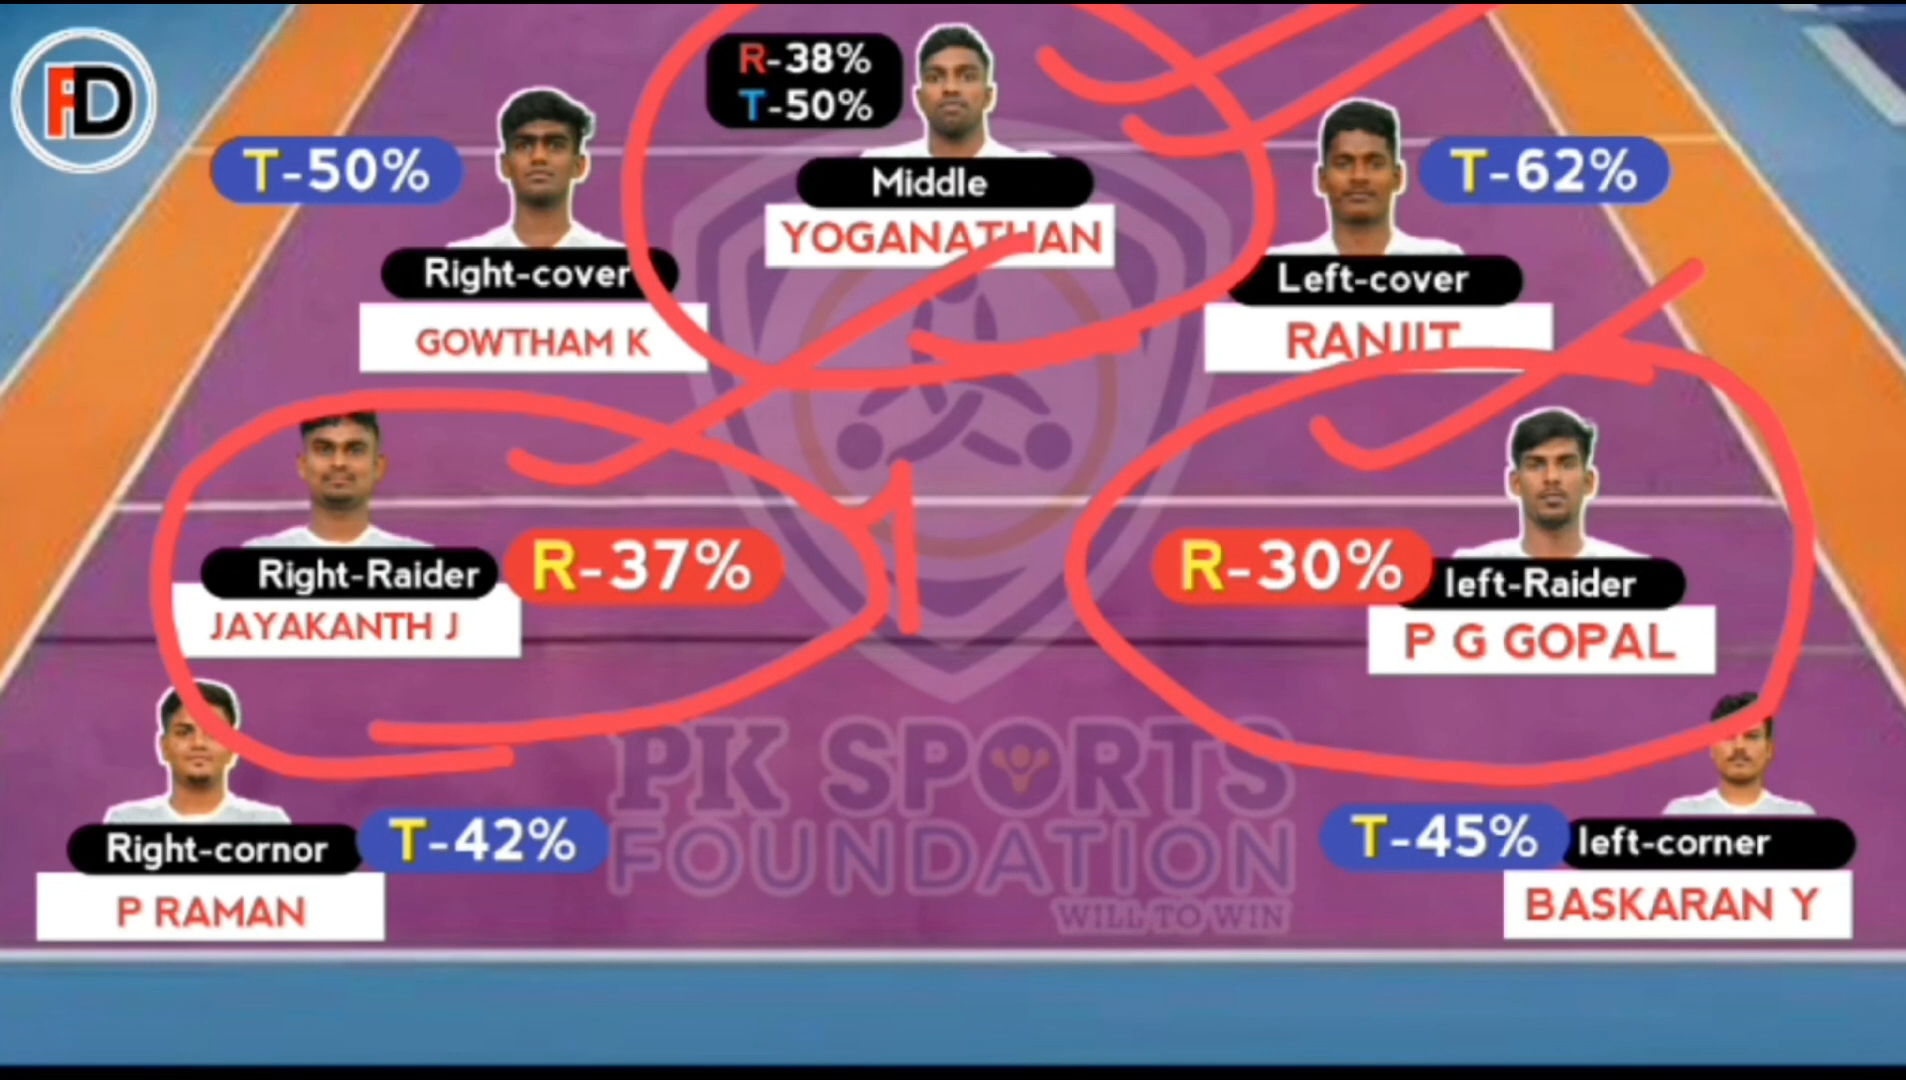 FD
R-38%
T-50%
Middle
YOGANATHAN
T-50%
Right-cover
GOWTHAM K
T-62%
Left-cover
RANJIT
Right-Raider
R-37%
JAYAKANTH J
R-30%
left-Raider
P G GOPAL
Right-cornor
T-42%
P RAMAN
T-45%
left-corner
BASKARAN Y
PK SPORTS
FOUNDATION
WILL TO WIN